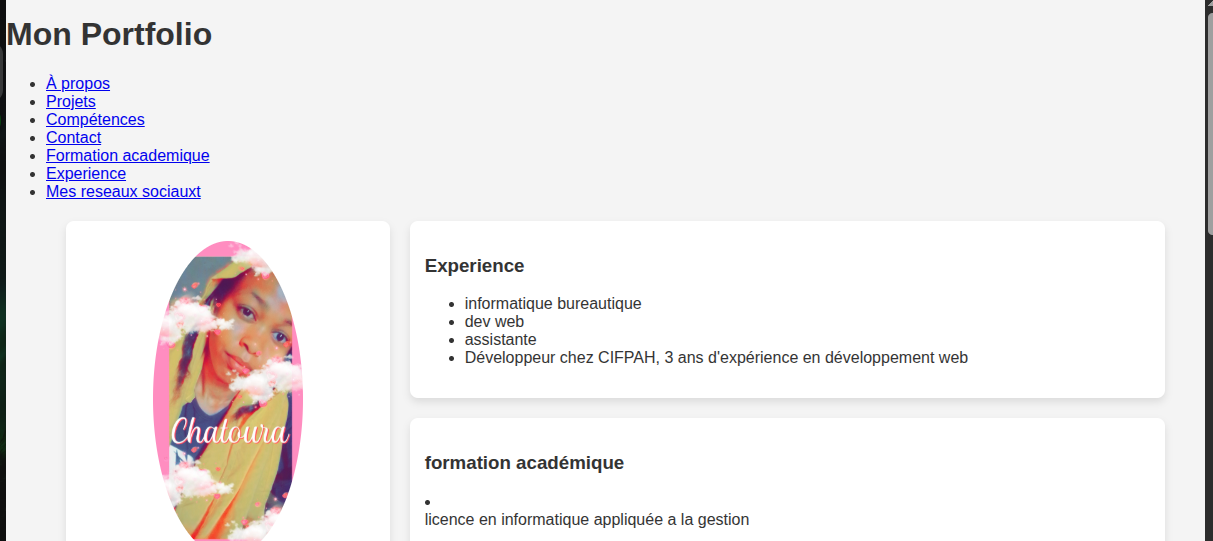 Mon Portfolio
À propos
Projets
Compétences
Contact
Formation academique
Experience
Mes reseaux sociauxt
Chatoura
Experience
informatique bureautique
dev web
assistante
Développeur chez CIFPAH, 3 ans d'expérience en développement web
formation académique
licence en informatique appliquée a la gestion